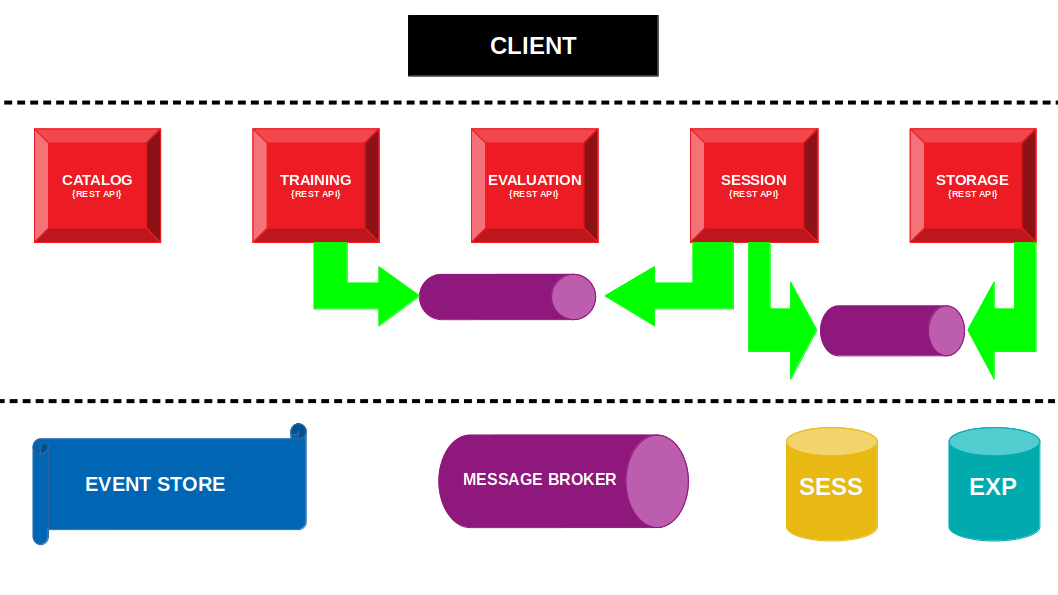 CLIENT
CATALOG
{REST API}
TRAINING
{REST API}
EVALUATION
{REST API}
SESSION
{REST API}
STORAGE
{REST API}
EVENT STORE
MESSAGE BROKER
SESS
EXP